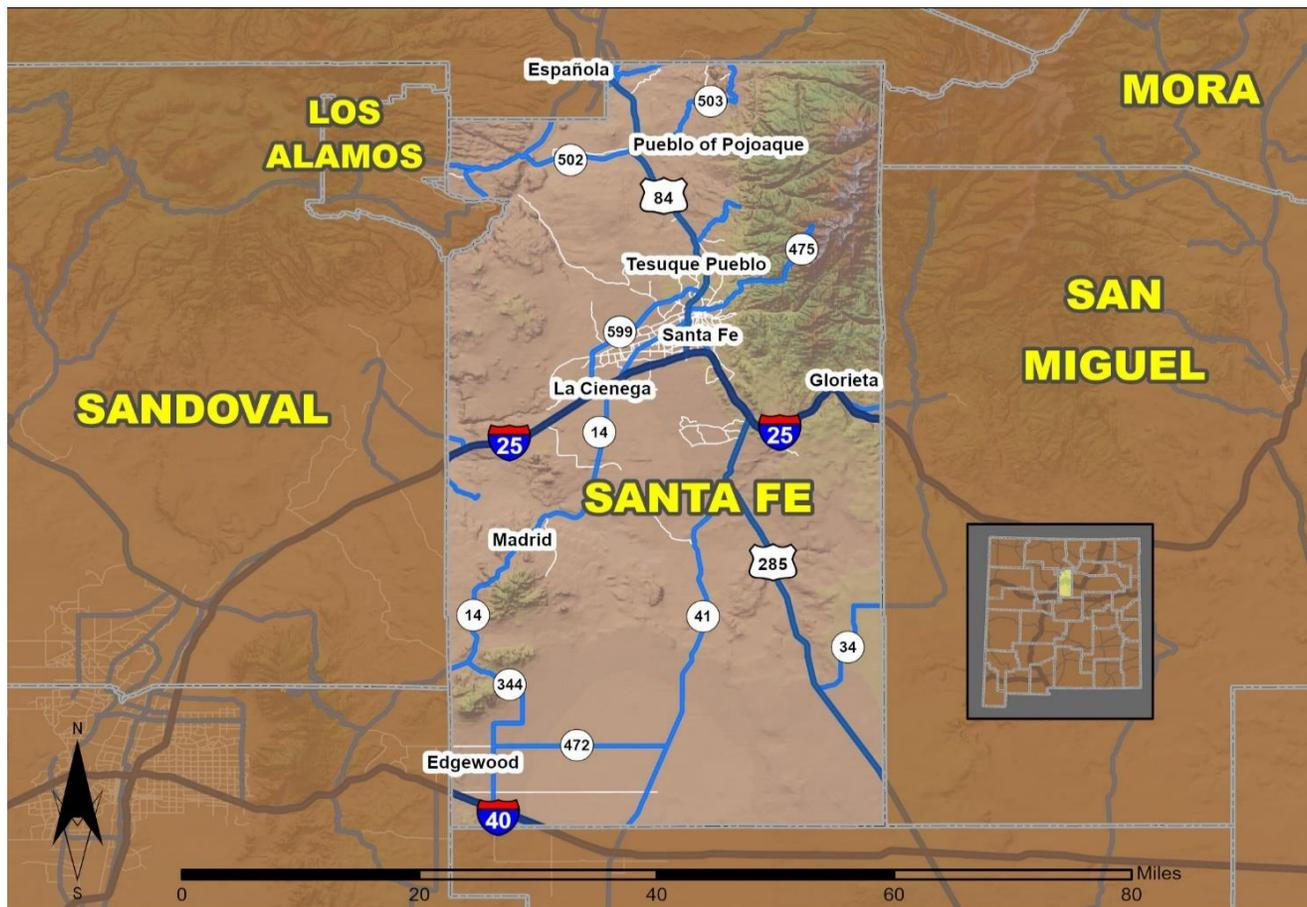 Española
503
MORA
LOS
ALAMOS
Pueblo of Pojoaque
502
84
475
Tesuque Pueblo
SAN
MIGUEL
599
Santa Fe
Glorieta
La Cienega
SANDOVAL
14
25
25
SANTA FE
Madrid
285
14
41
34
344
472
Edgewood
N
40
S
0
20
40
60
80
Miles